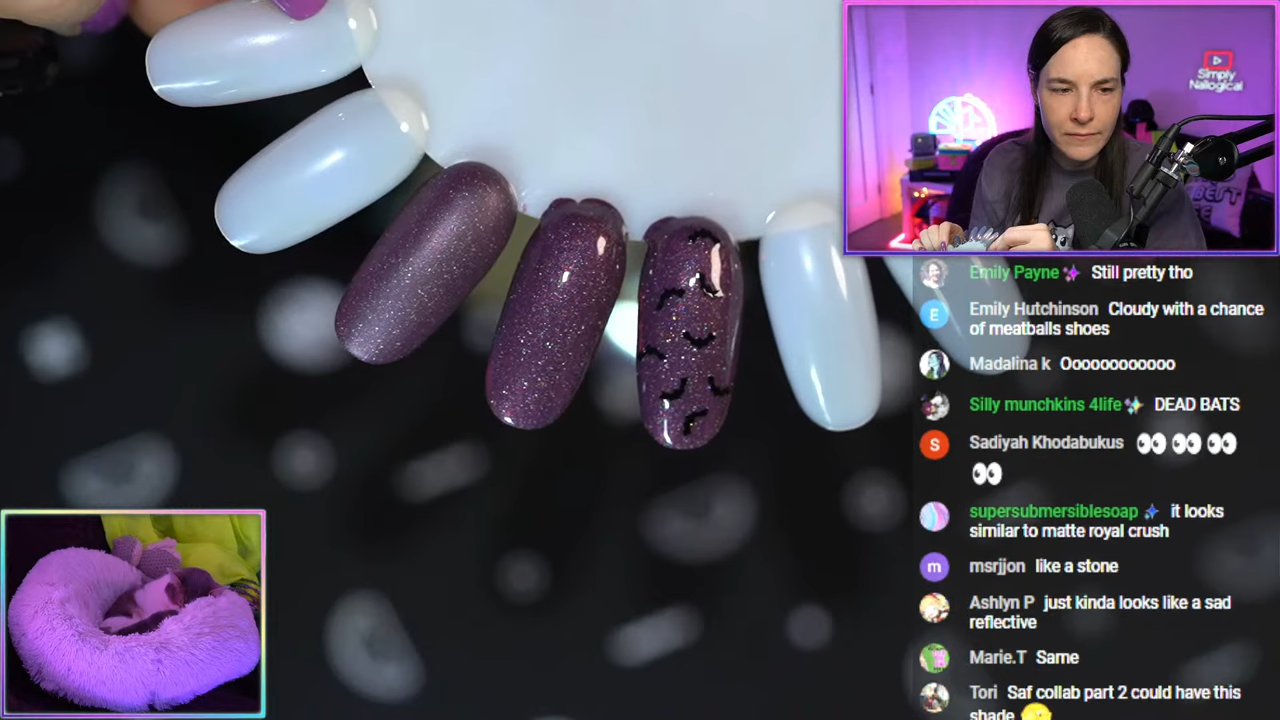 Simply
Nailogical
BEST
Emily Payne Still pretty tho
Emily Hutchinson Cloudy with a chance
of meatballs shoes
Madalina k Ooooooooooo
Silly munchkins 4life DEAD BATS
Sadiyah Khodabukus
S
E
supersubmersiblesoap it looks
similar to matte royal crush
m
msrjjon like a stone
Ashlyn P just kinda looks like a sad
reflective
Marie.T Same
Tori Saf collab part 2 could have this
shade